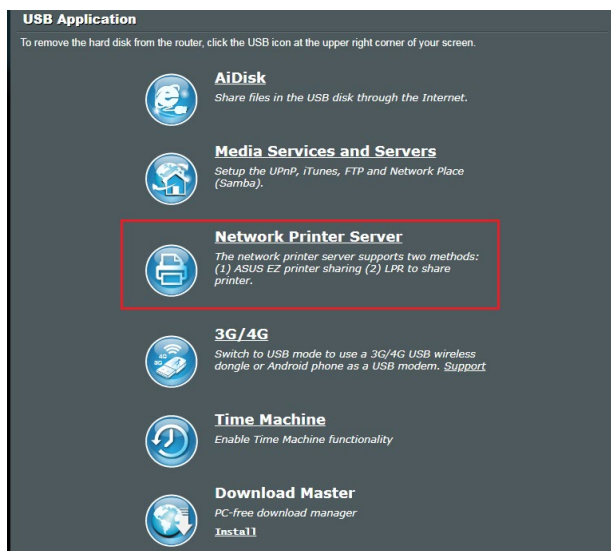 USB Application
To remove the hard disk from the router, click the USB icon at the upper right corner of your screen.
AiDisk
Share files in the USB disk through the Internet.
Media Services and Servers
Setup the UPnP, iTunes, FTP and Network Place
(Samba).
Network Printer Server
The network printer server supports two methods:
(1) ASUS EZ printer sharing (2) LPR to share
printer.
3G/4G
4G
3G
Switch to USB mode to use a 3G/4G USB wireless
dongle or Android phone as a USB modem. Support
Time Machine
Enable Time Machine functionality
Download Master
PC-free download manager
Install